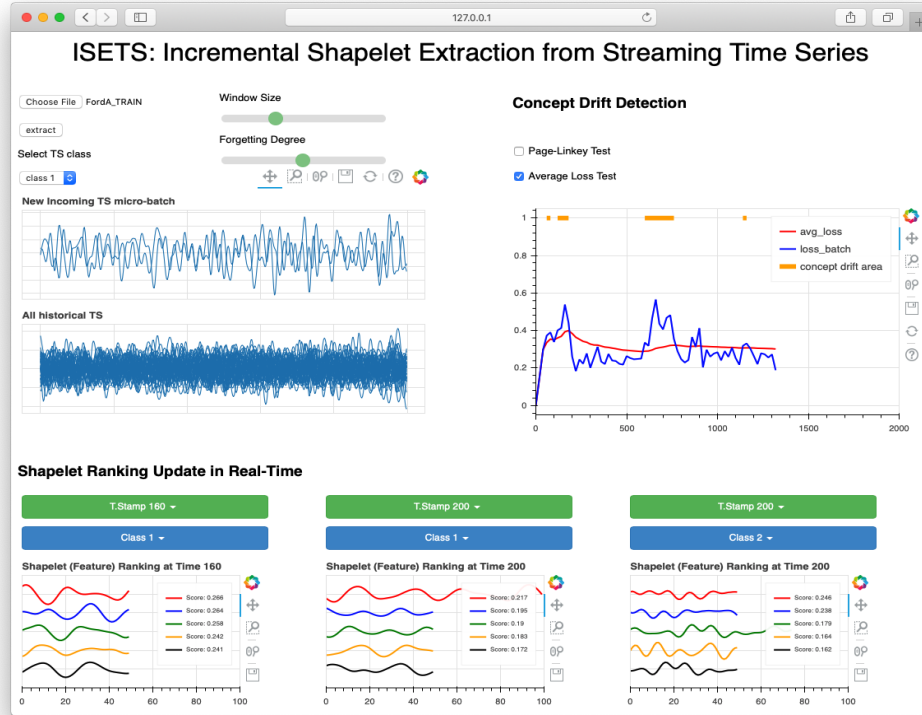 127.0.0.1
ISETS: Incremental Shapelet Extraction from Streaming Time Series
Choose File FordA_TRAIN
extract
Select TS class
class 1
Window Size
Forgetting Degree
New Incoming TS micro-batch
All historical TS
Concept Drift Detection
Page-Linkey Test
Average Loss Test
avg_loss
loss_batch
concept drift area
1
0.8
0.6
0.4
0.2
0
0 500 1000 1500 2000
Shapelet Ranking Update in Real-Time
T.Stamp 160
Class 1
Shapelet (Feature) Ranking at Time 160
Score: 0.266
Score: 0.264
Score: 0.258
Score: 0.242
Score: 0.241
0 20 40 60 80 100
T.Stamp 200
Class 1
Shapelet (Feature) Ranking at Time 200
Score: 0.217
Score: 0.195
Score: 0.19
Score: 0.183
Score: 0.172
0 20 40 60 80 100
T.Stamp 200
Class 2
Shapelet (Feature) Ranking at Time 200
Score: 0.246
Score: 0.238
Score: 0.179
Score: 0.164
Score: 0.162
0 20 40 60 80 100